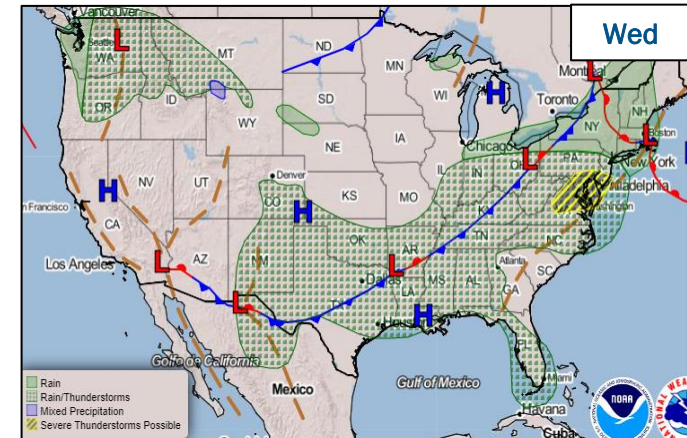 Wed
Vancouver
Seattle
WA
MT
ND
MN
Montreal
OR
ID
SD
WI
Toronto
NH
NY
Boston
WY
NE
IA
Chicago
PA
New York
IL
IN
OH
Philadelphia
Washington
NV
UT
Denver
CO
KS
MO
n Francisco
CA
OK
AR
TN
NC
Los Angeles
AZ
NM
Dallas
MS
AL
Atlanta
GA
SC
LA
Houston
FL
Golfo de California
Mexico
Gulf of Mexico
Miami
Havana
Cuba
H
H
H
H
L
L
L
L
L
L
L
Rain
Rain/Thunderstorms
Mixed Precipitation
Severe Thunderstorms Possible
NOAA